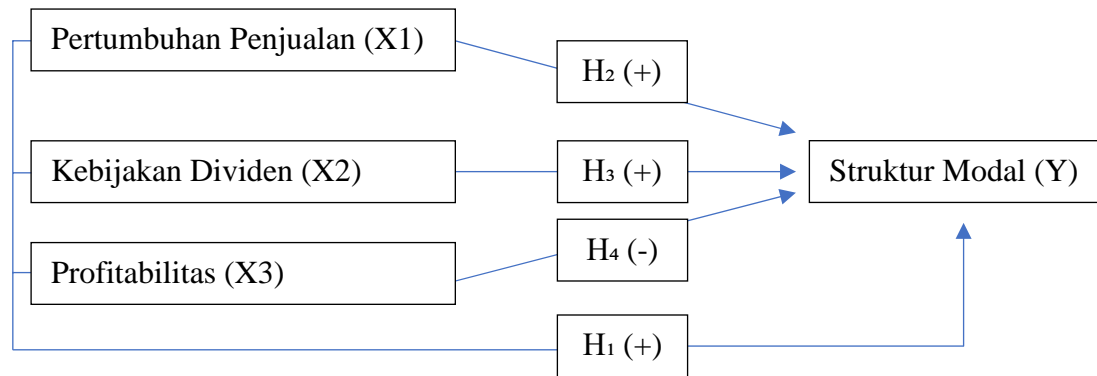 Pertumbuhan Penjualan (X1)
H₂ (+)
Kebijakan Dividen (X2)
H₃ (+)
Struktur Modal (Y)
H₄ (-)
Profitabilitas (X3)
H₁ (+)